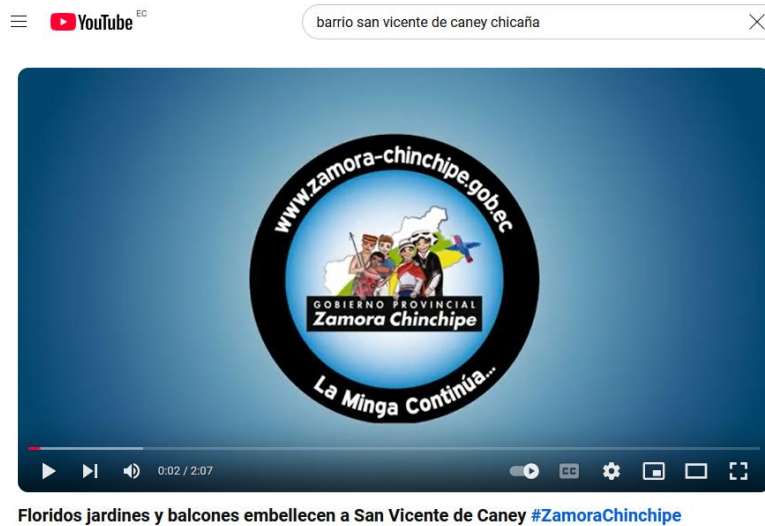 YouTube EC
barrio san vicente de caney chicaña
www.zamora-chinchipe.gob.ec
GOBIERNO PROVINCIAL
Zamora Chinchipe
La Minga Continúa...
0:02 / 2:07
CC
Floridos jardines y balcones embellecen a San Vicente de Caney #ZamoraChinchipe